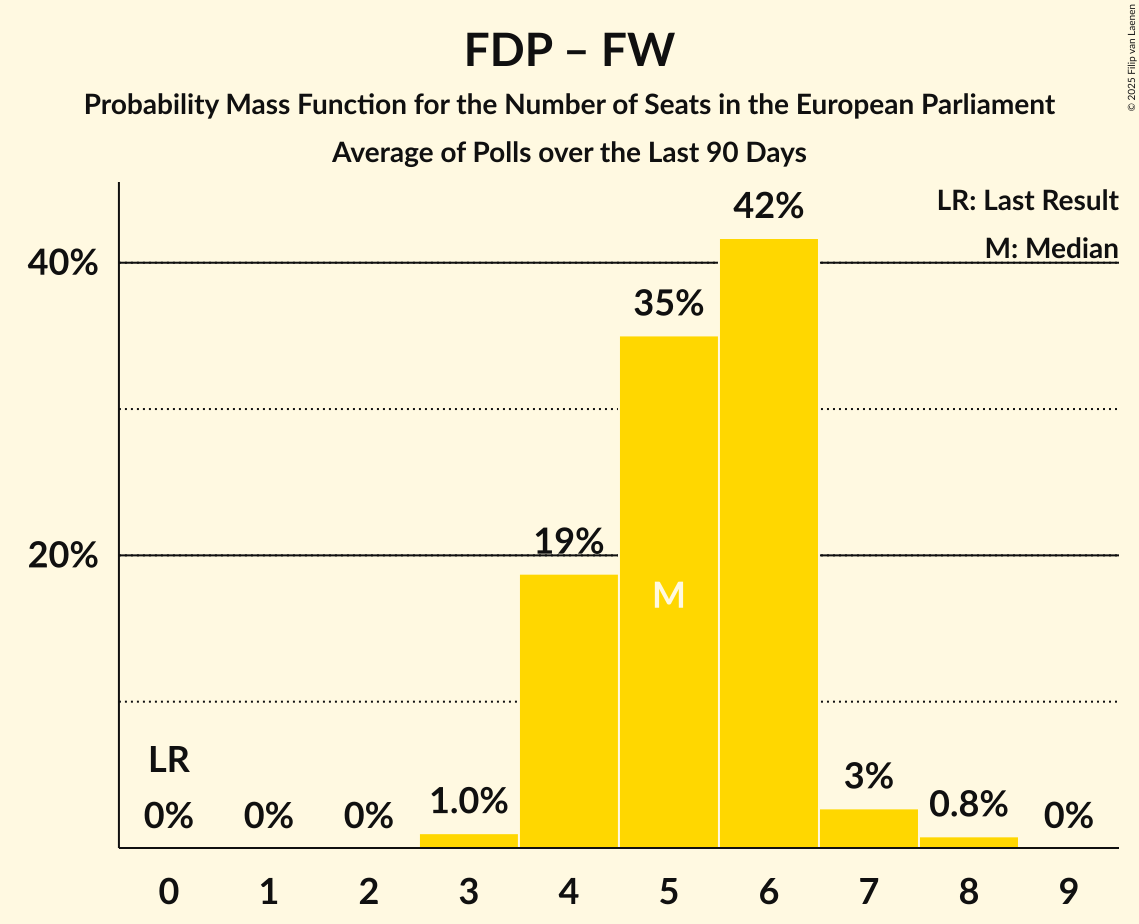 FDP – FW
Probability Mass Function for the Number of Seats in the European Parliament
Average of Polls over the Last 90 Days
© 2025 Filip van Laenen
LR: Last Result
M: Median
42%
40%
35%
20%
19%
M
LR
0%
0%
0%
1.0%
3%
0.8%
0%
0
1
2
3
4
5
6
7
8
9